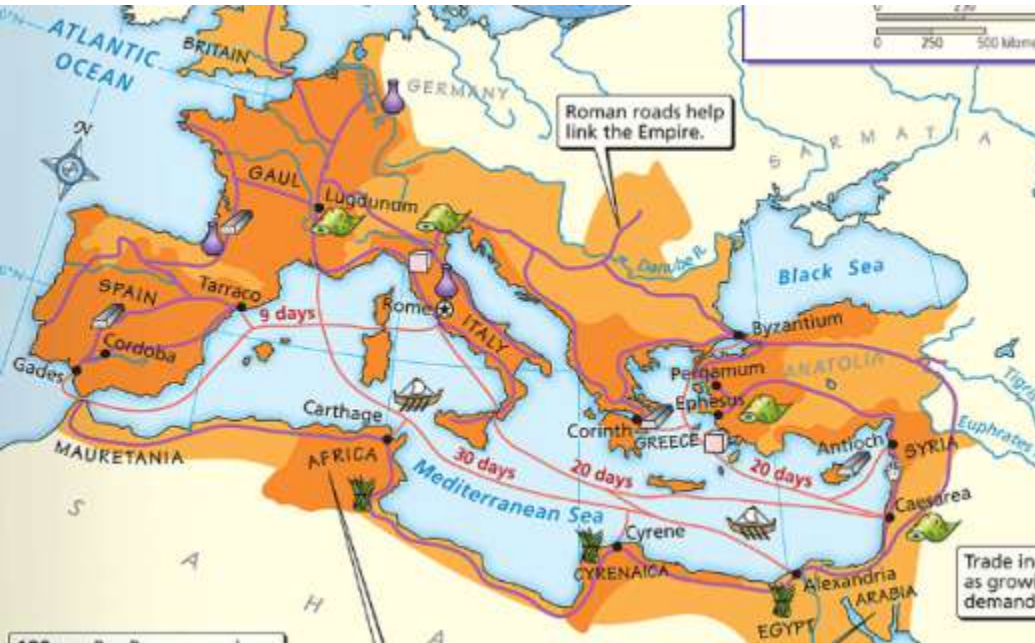 ATLANTIC
OCEAN
BRITAIN
GERMANY
Roman roads help
link the Empire.
0 250 500 kilome
SARMATIA
N
GAUL
Lugdunum
Danube R.
Black Sea
SPAIN
Tarraco
9 days
Rome
ITALY
Byzantium
Cordoba
Gades
Pergamum
ANATOLIA
Tigr
Ephesus
Carthage
Corinth
GREECE
Antioch
SYRIA
Euphrates
MAURETANIA
AFRICA
30 days
20 days
20 days
Mediterranean Sea
Caesarea
Cyrene
CYRENAICA
Alexandria
ARABIA
EGYPT
Trade in
as grow
demand
S A H A